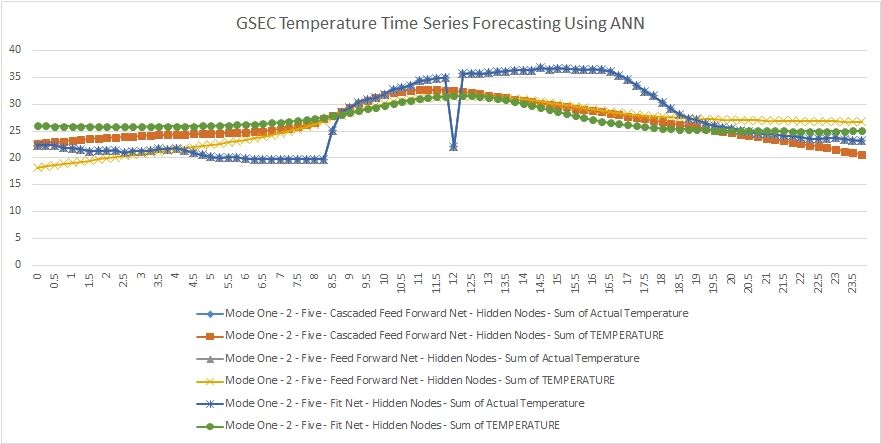 GSEC Temperature Time Series Forecasting Using ANN
40
35
30
25
20
15
10
5
0
0 0.5 1 1.5 2 2.5 3 3.5 4 4.5 5 5.5 6 6.5 7 7.5 8 8.5 9 9.5 10 10.5 11 11.5 12 12.5 13 13.5 14 14.5 15 15.5 16 16.5 17 17.5 18 18.5 19 19.5 20 20.5 21 21.5 22 22.5 23 23.5
Mode One - 2 - Five - Cascaded Feed Forward Net - Hidden Nodes - Sum of Actual Temperature
Mode One - 2 - Five - Cascaded Feed Forward Net - Hidden Nodes - Sum of TEMPERATURE
Mode One - 2 - Five - Feed Forward Net - Hidden Nodes - Sum of Actual Temperature
Mode One - 2 - Five - Feed Forward Net - Hidden Nodes - Sum of TEMPERATURE
Mode One - 2 - Five - Fit Net - Hidden Nodes - Sum of Actual Temperature
Mode One - 2 - Five - Fit Net - Hidden Nodes - Sum of TEMPERATURE